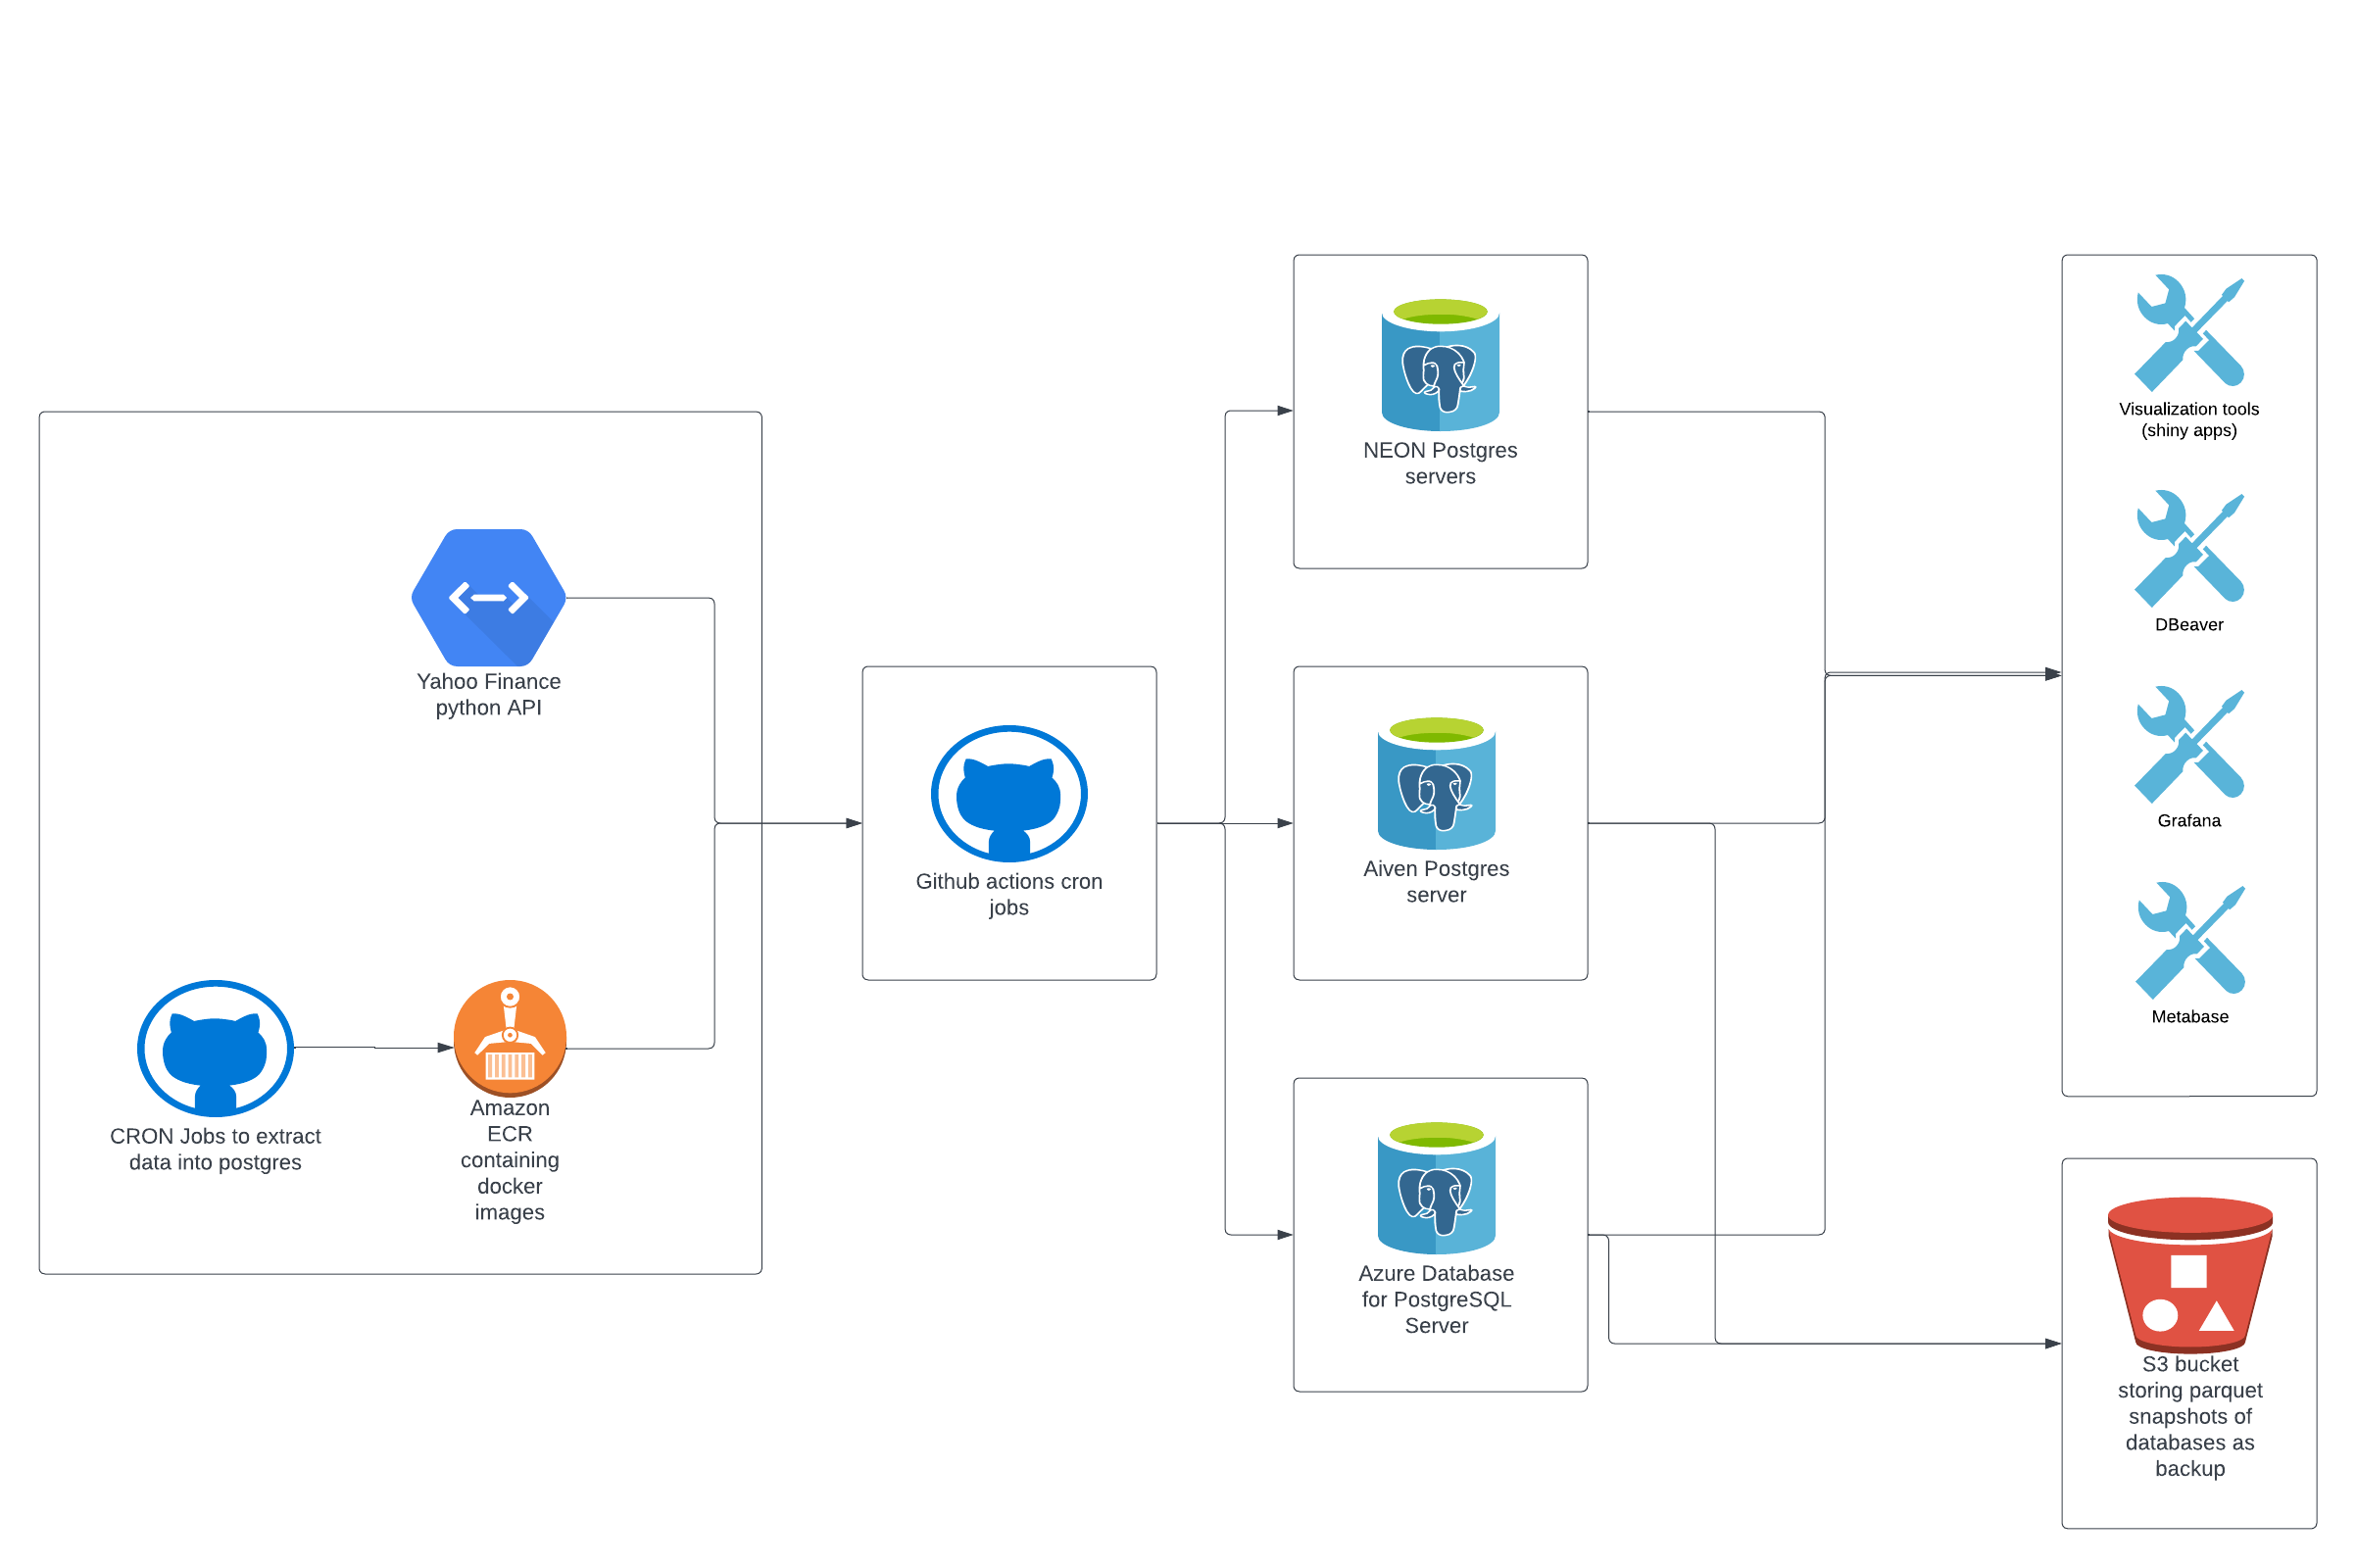 Yahoo Finance
python API
CRON Jobs to extract
data into postgres
Amazon
ECR
containing
docker
images
Github actions cron
jobs
NEON Postgres
servers
Aiven Postgres
server
Azure Database
for PostgreSQL
Server
Visualization tools
(shiny apps)
DBeaver
Grafana
Metabase
S3 bucket
storing parquet
snapshots of
databases as
backup